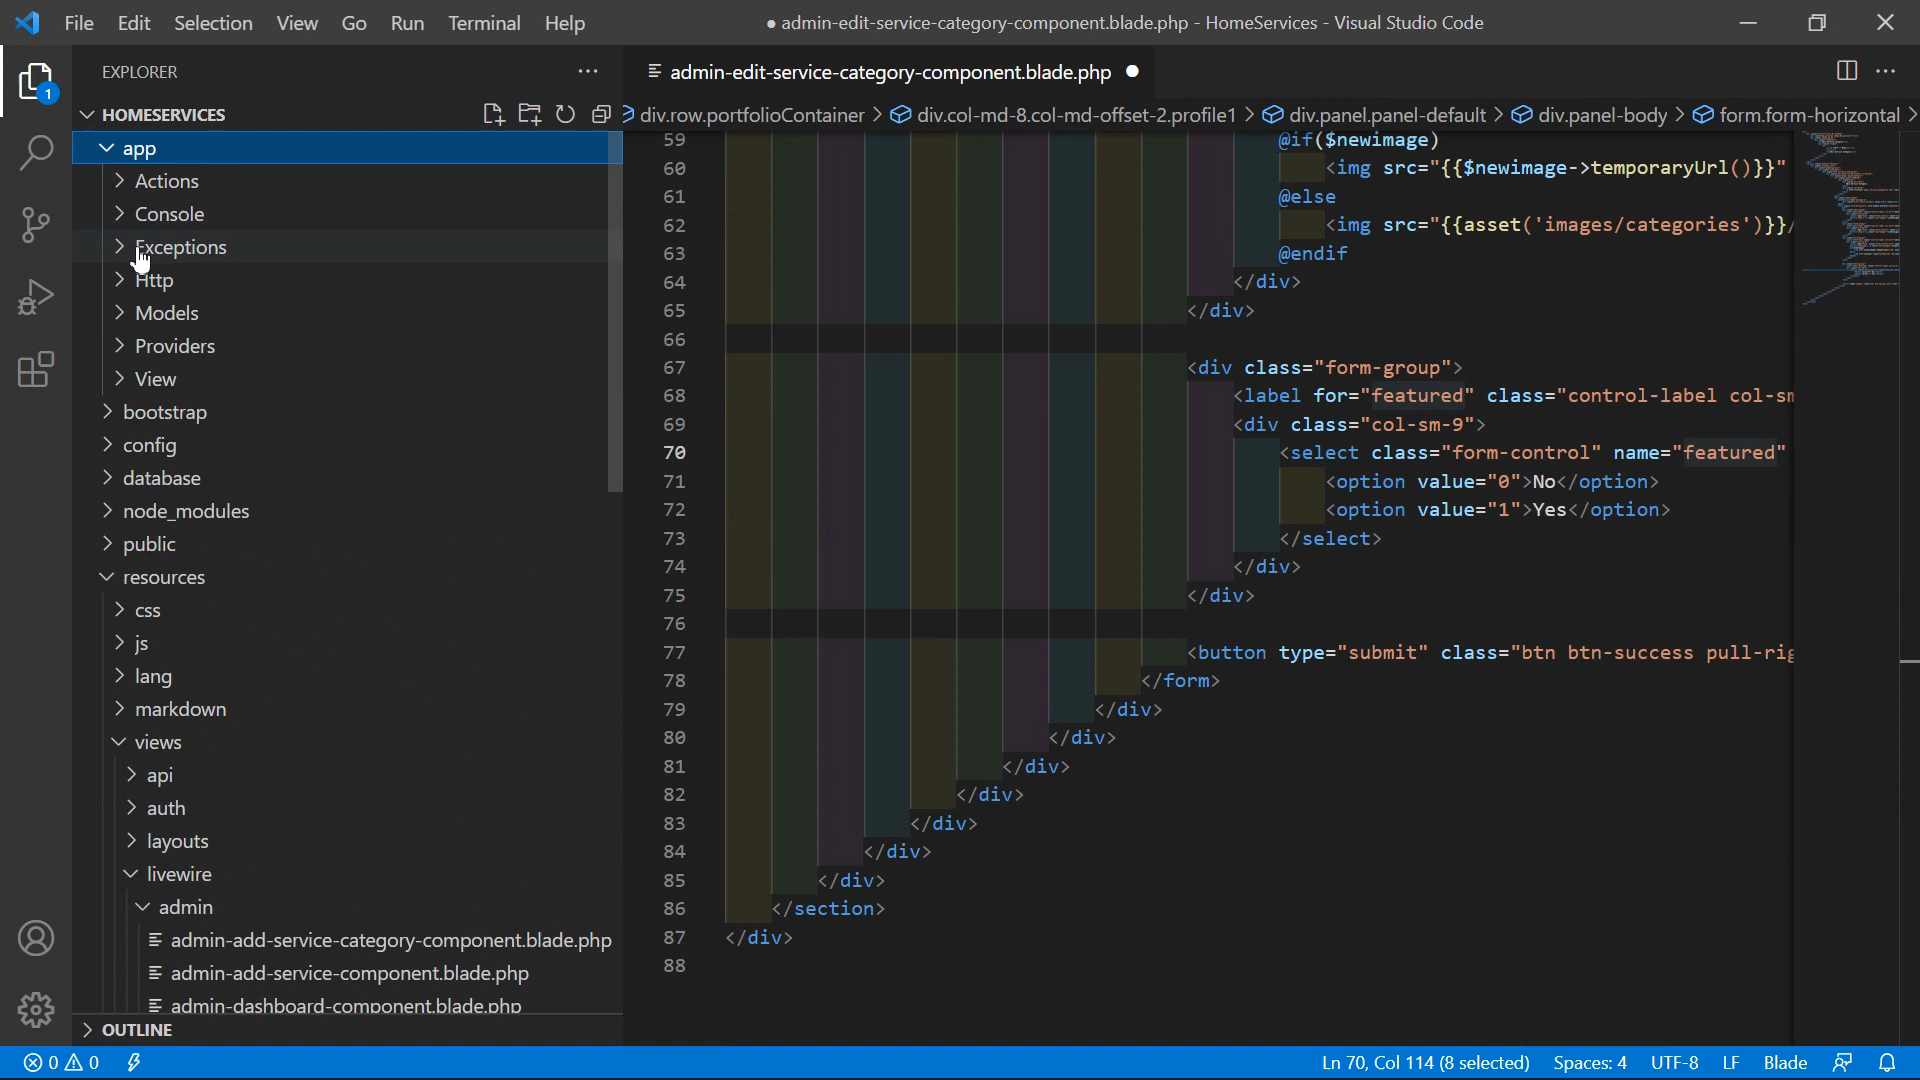 File Edit Selection View Go Run Terminal Help
● admin-edit-service-category-component.blade.php - HomeServices - Visual Studio Code
EXPLORER
admin-edit-service-category-component.blade.php
HOMESERVICES
div.row.portfolioContainer > div.col-md-8.col-md-offset-2.profile1 > div.panel.panel-default > div.panel-body > form.form-horizontal >
1
app
Actions
Console
Exceptions
Http
Models
Providers
View
bootstrap
config
database
node_modules
public
resources
css
js
lang
markdown
views
api
auth
layouts
livewire
admin
admin-add-service-category-component.blade.php
admin-add-service-component.blade.php
admin-dashboard-component.blade.php
OUTLINE
59 @if($newimage)
60 <img src="{{$newimage->temporaryUrl()}}"
61 @else
62 <img src="{{asset('images/categories')}}/
63 @endif
64 </div>
65 </div>
66
67 <div class="form-group">
68 <label for="featured" class="control-label col-sm
69 <div class="col-sm-9">
70 <select class="form-control" name="featured"
71 <option value="0">No</option>
72 <option value="1">Yes</option>
73 </select>
74 </div>
75 </div>
76
77 <button type="submit" class="btn btn-success pull-rig
78 </form>
79 </div>
80 </div>
81 </div>
82 </div>
83 </div>
84 </div>
85 </div>
86 </section>
87 </div>
88
0 0
Ln 70, Col 114 (8 selected) Spaces: 4 UTF-8 LF Blade